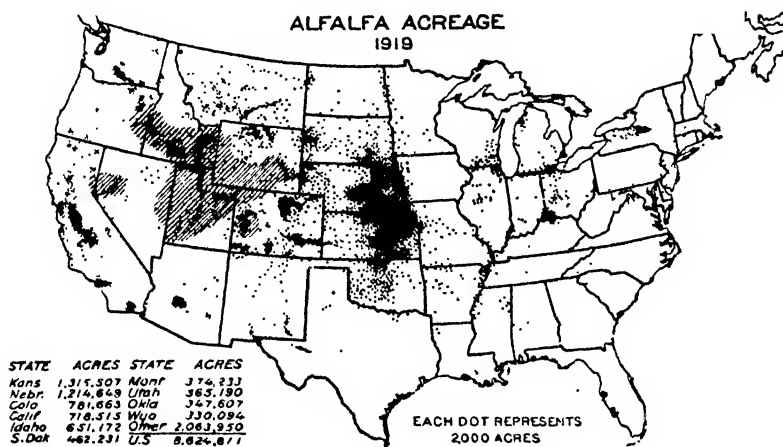 ALFALFA ACREAGE
1919
STATE ACRES STATE ACRES
Kans 1,315,507 Mont 374,233
Nebr. 1,214,649 Utah 365,190
Colo 781,663 Okla 347,607
Calif 718,515 Wyo 330,094
Idaho 651,172 Other 2,063,950
S.Dak 462,231 U.S 8,624,811
EACH DOT REPRESENTS
2,000 ACRES